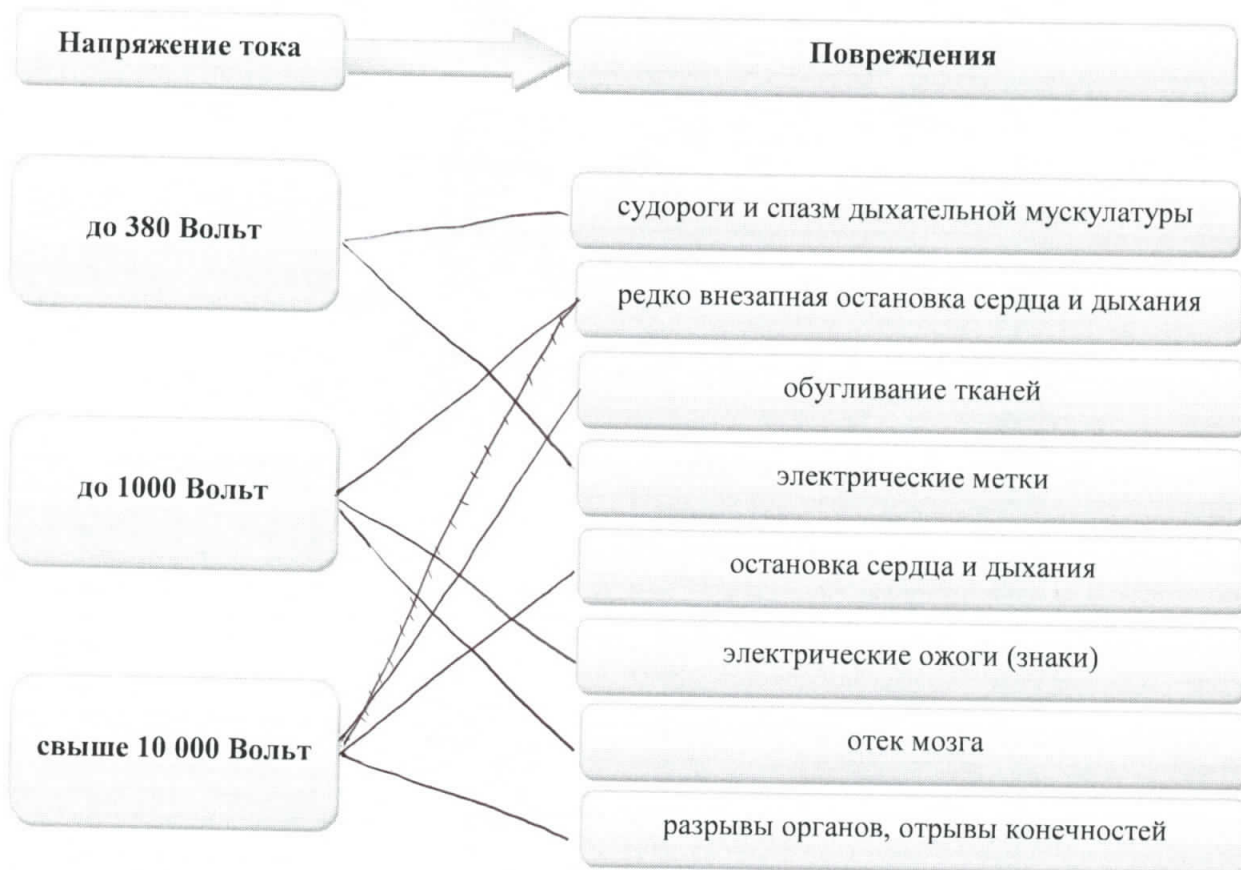 Напряжение тока
Повреждения
до 380 Вольт
судороги и спазм дыхательной мускулатуры
редко внезапная остановка сердца и дыхания
обугливание тканей
до 1000 Вольт
электрические метки
остановка сердца и дыхания
электрические ожоги (знаки)
свыше 10 000 Вольт
отек мозга
разрывы органов, отрывы конечностей